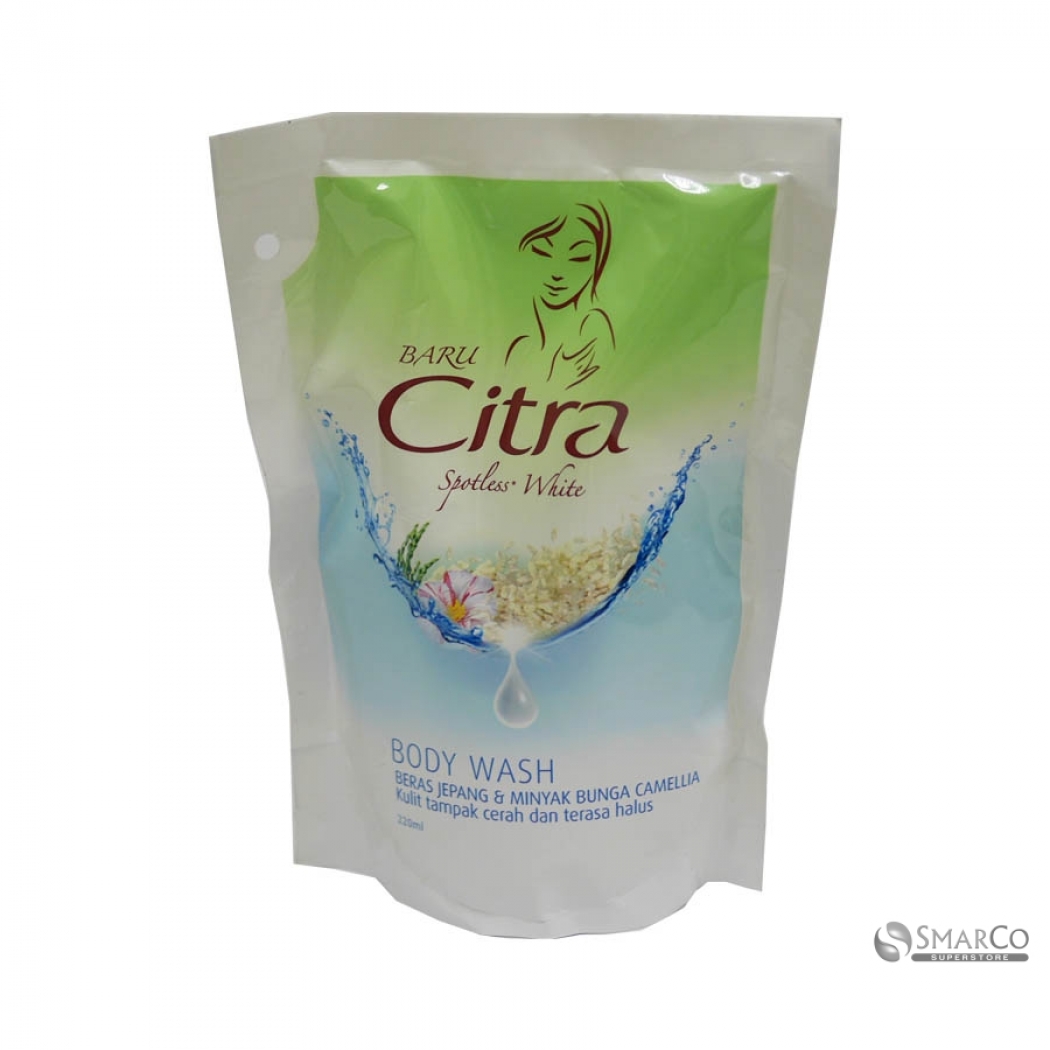 BARU
Citra
Spotless* White
BODY WASH
BERAS JEPANG & MINYAK BUNGA CAMELLIA
Kulit tampak cerah dan terasa halus
220ml
SMARCO
SUPERSTORE